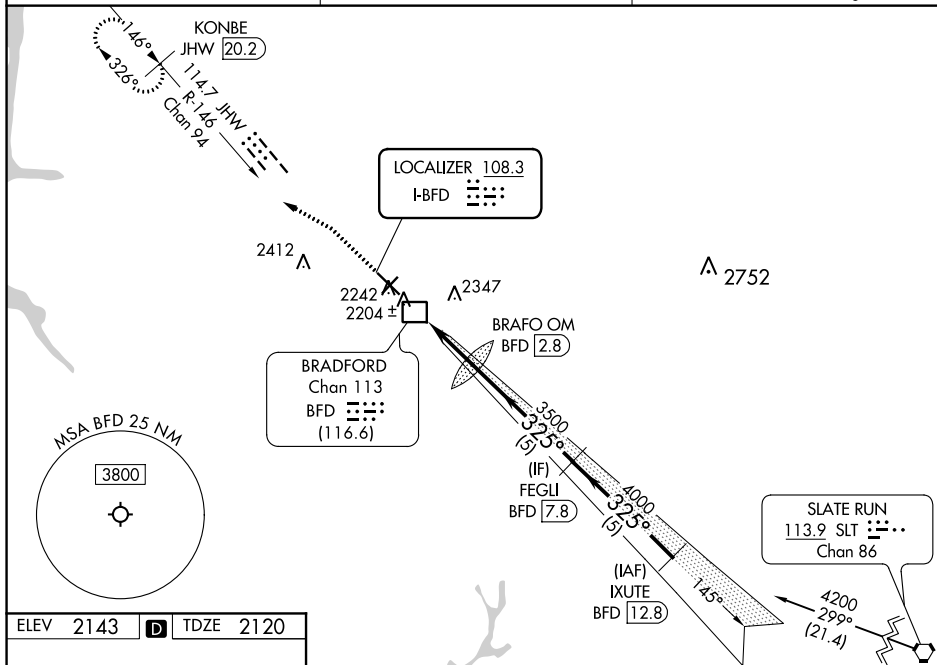 KONBE
JHW 20.2
146°
326°
114.7 JHW
R-146
Chan 94
LOCALIZER 108.3
I-BFD
2412
2242
2204 ±
2347
2752
BRADFORD
Chan 113
BFD
(116.6)
BRAFO OM
BFD 2.8
3500
325°
(5)
(IF)
FEGLI
BFD 7.8
4000
325°
(5)
(IAF)
IXUTE
BFD 12.8
145°
MSA BFD 25 NM
3800
SLATE RUN
113.9 SLT
Chan 86
4200
299°
(21.4)
ELEV 2143 D TDZE 2120